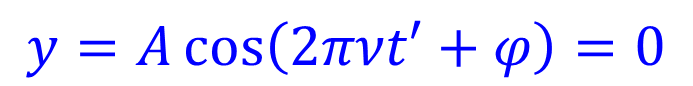 y = A cos(2πνt′ + φ) = 0